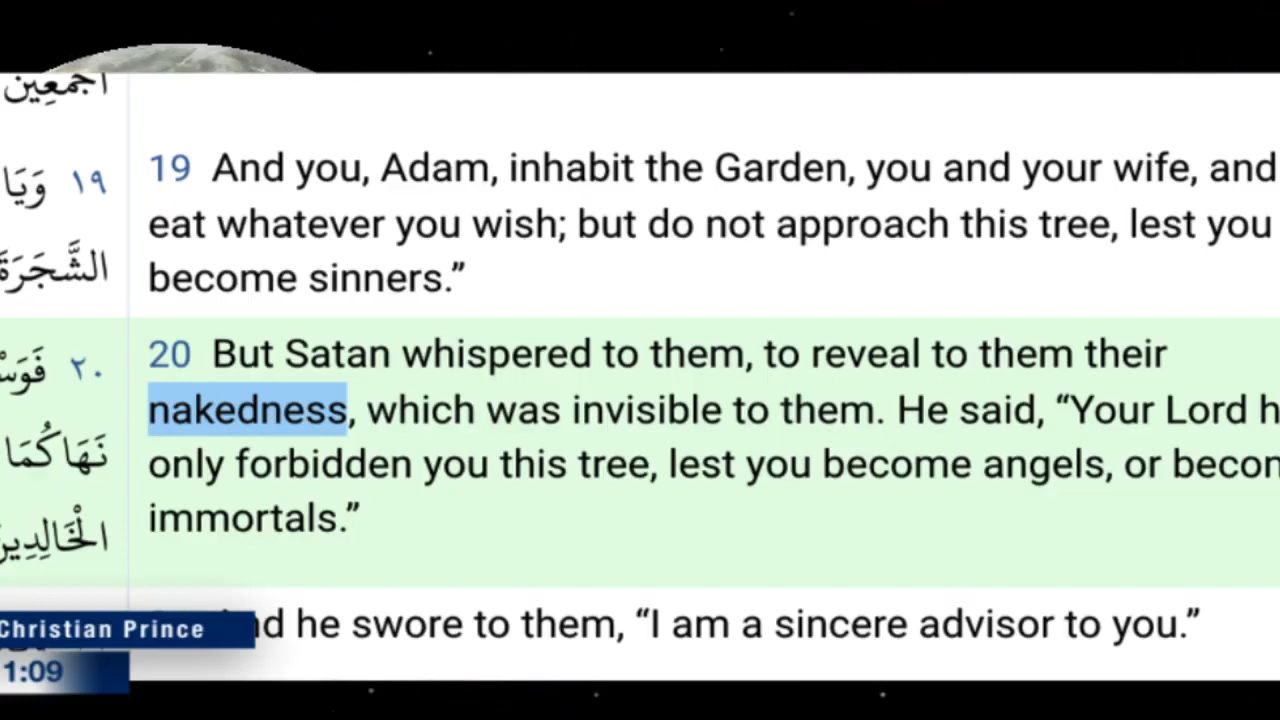 أَجْمَعِين
١٩ وَيَا
الشَّجَرَةَ
19 And you, Adam, inhabit the Garden, you and your wife, and
eat whatever you wish; but do not approach this tree, lest you
become sinners.”
٢٠
نَهَاكُمَا
الْخَالِدِين
20 But Satan whispered to them, to reveal to them their
nakedness, which was invisible to them. He said, “Your Lord h
only forbidden you this tree, lest you become angels, or becom
immortals.”
nd he swore to them, “I am a sincere advisor to you.”
Christian Prince
1:09